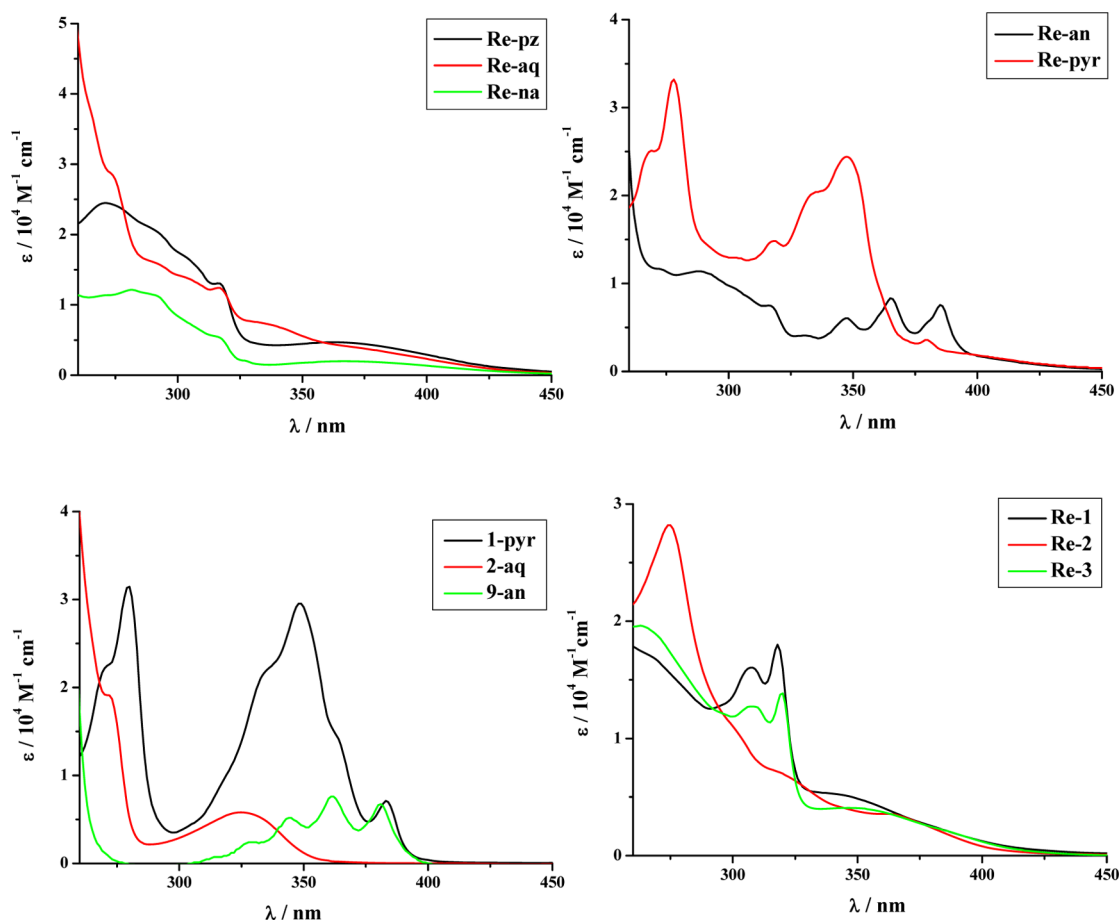 5
4
3
2
1
0
ε / 10⁴ M⁻¹ cm⁻¹
Re-pz
Re-aq
Re-na
300
350
400
450
λ / nm
4
3
2
1
0
ε / 10⁴ M⁻¹ cm⁻¹
Re-an
Re-pyr
300
350
400
450
λ / nm
4
3
2
1
0
ε / 10⁴ M⁻¹ cm⁻¹
1-pyr
2-aq
9-an
300
350
400
450
λ / nm
3
2
1
0
ε / 10⁴ M⁻¹ cm⁻¹
Re-1
Re-2
Re-3
300
350
400
450
λ / nm